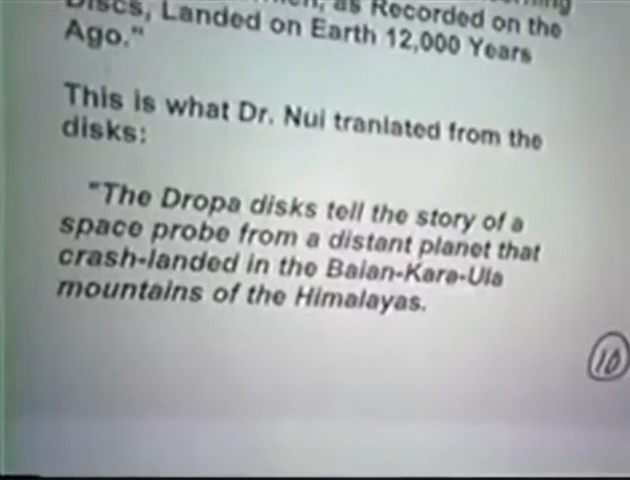 as Recorded on the
Discs, Landed on Earth 12,000 Years
Ago."
This is what Dr. Nui tranlated from the
disks:
"The Dropa disks tell the story of a
space probe from a distant planet that
crash-landed in the Baian-Kara-Ula
mountains of the Himalayas.
10